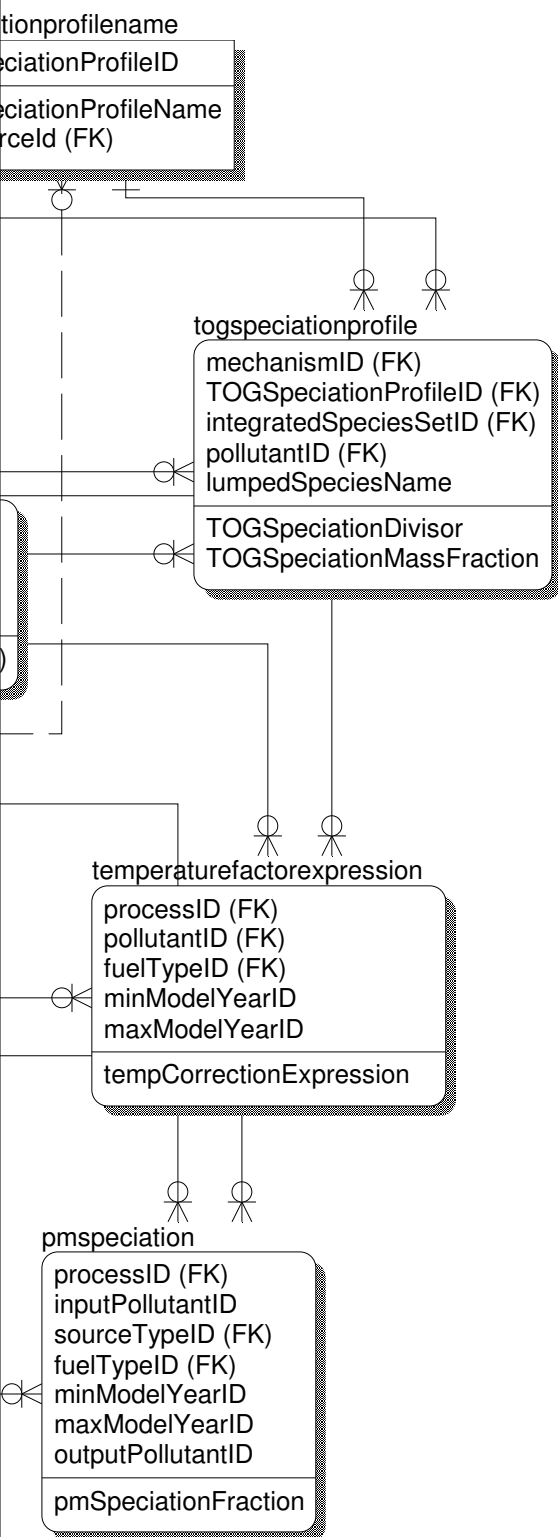 tionprofilename
eciationProfileID
eciationProfileName
rceId (FK)
togspeciationprofile
mechanismID (FK)
TOGSpeciationProfileID (FK)
integratedSpeciesSetID (FK)
pollutantID (FK)
lumpedSpeciesName
TOGSpeciationDivisor
TOGSpeciationMassFraction
)
temperaturefactorexpression
processID (FK)
pollutantID (FK)
fuelTypeID (FK)
minModelYearID
maxModelYearID
tempCorrectionExpression
pmspeciation
processID (FK)
inputPollutantID
sourceTypeID (FK)
fuelTypeID (FK)
minModelYearID
maxModelYearID
outputPollutantID
pmSpeciationFraction